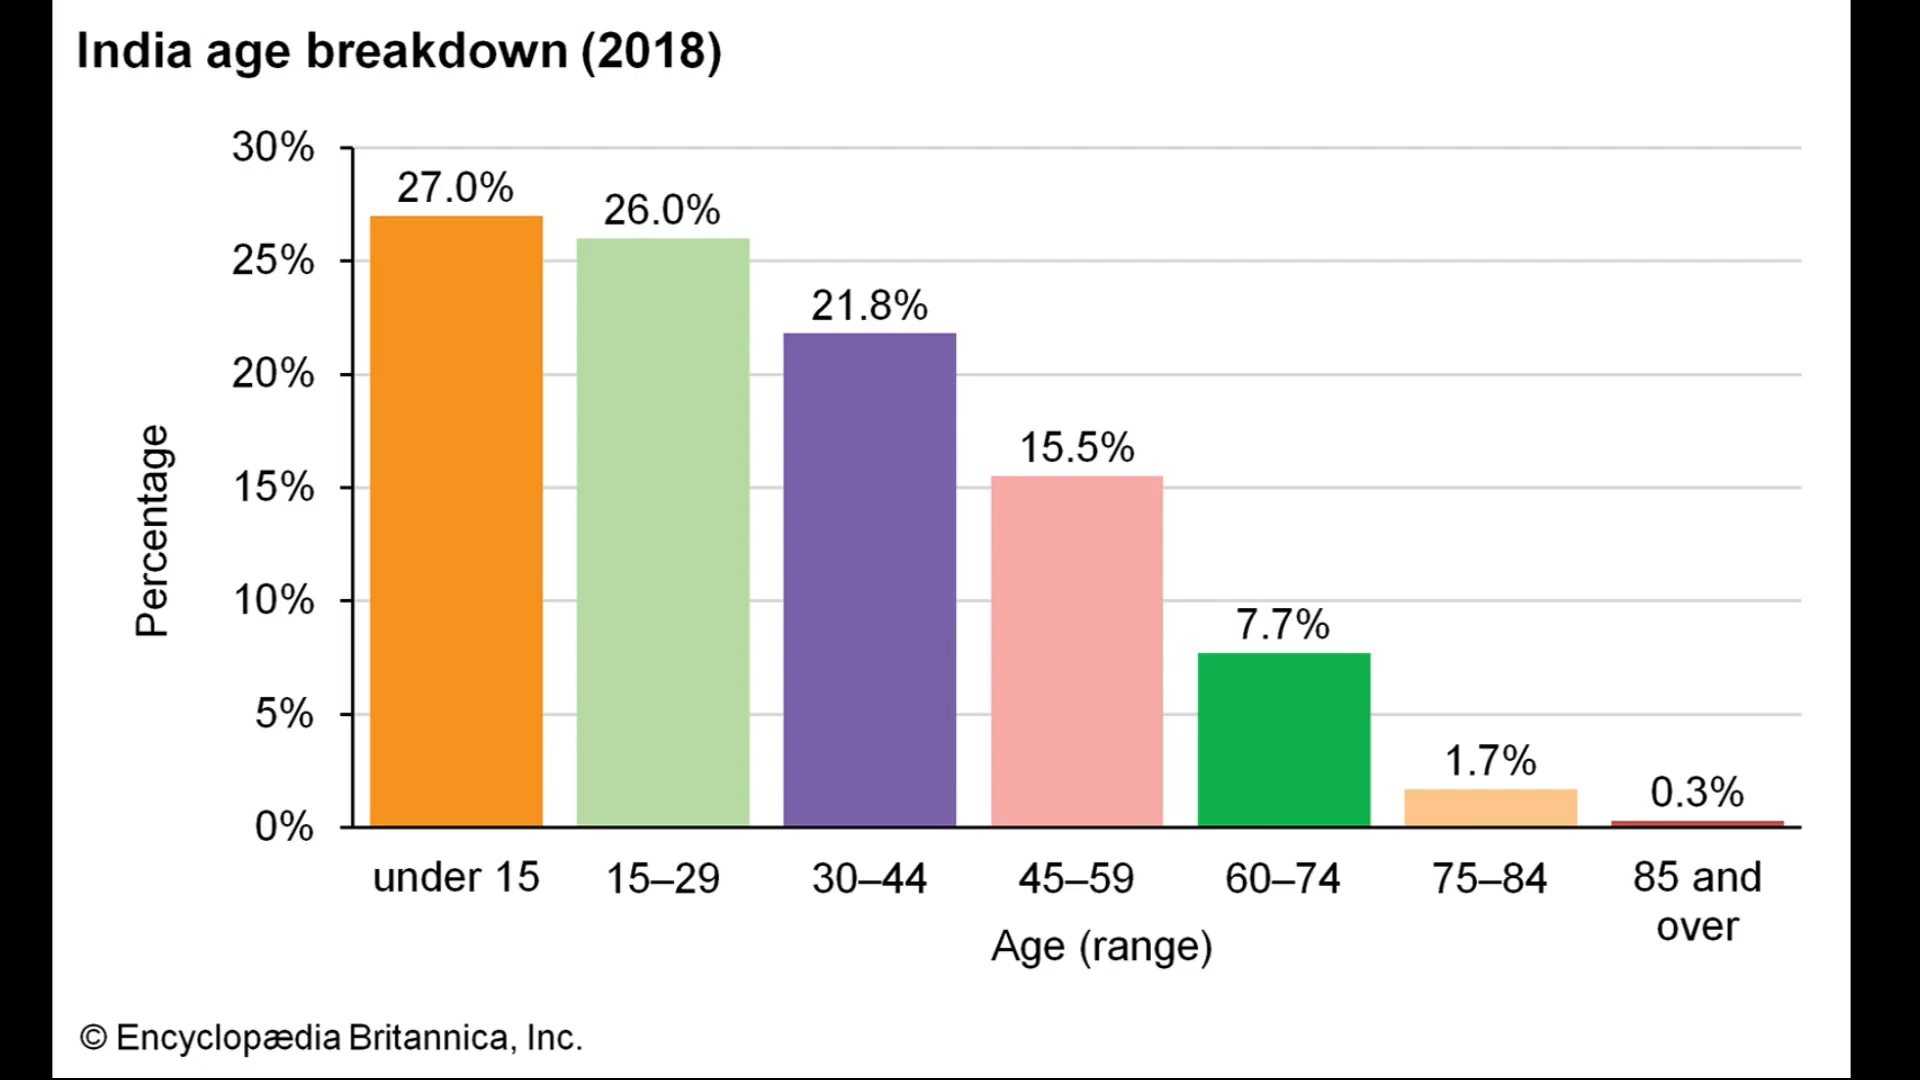 India age breakdown (2018)
30%
25%
20%
15%
10%
5%
0%
Percentage
27.0%
26.0%
21.8%
15.5%
7.7%
1.7%
0.3%
under 15
15–29
30–44
45–59
60–74
75–84
85 and
over
Age (range)
© Encyclopædia Britannica, Inc.